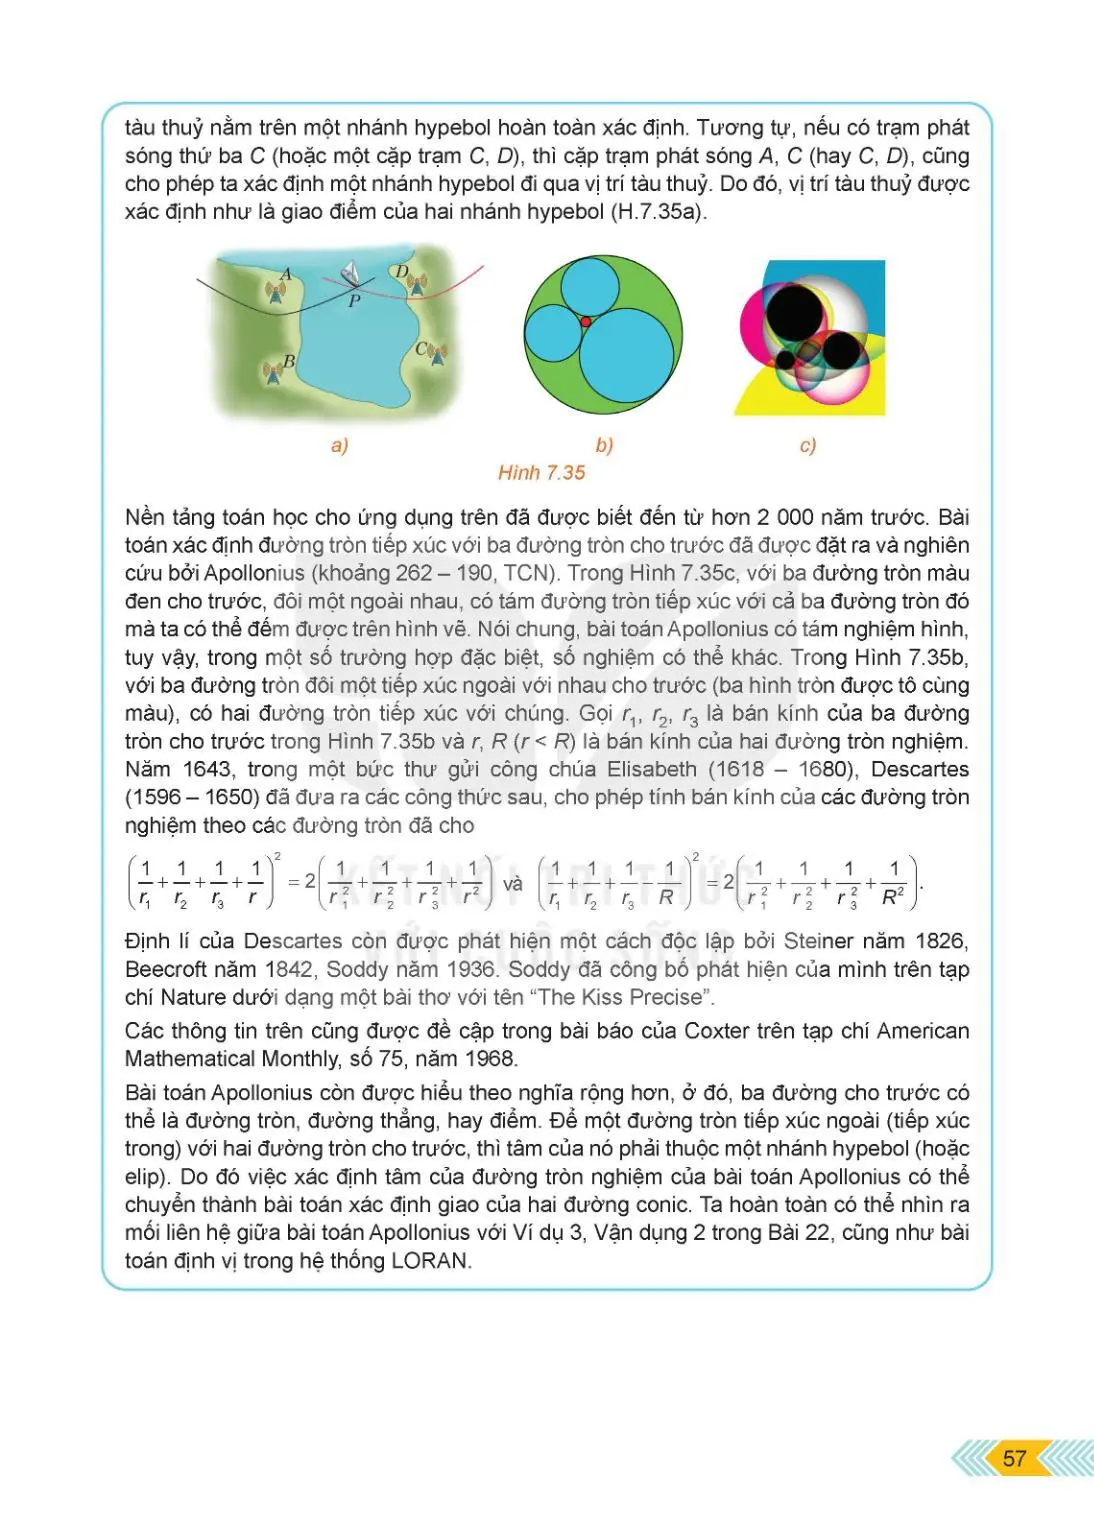 tàu thuỷ nằm trên một nhánh hypebol hoàn toàn xác định. Tương tự, nếu có trạm phát
sóng thứ ba C (hoặc một cặp trạm C, D), thì cặp trạm phát sóng A, C (hay C, D), cũng
cho phép ta xác định một nhánh hypebol đi qua vị trí tàu thuỷ. Do đó, vị trí tàu thuỷ được
xác định như là giao điểm của hai nhánh hypebol (H.7.35a).
A
D
P
C
B
a)
b)
c)
Hình 7.35
Nền tảng toán học cho ứng dụng trên đã được biết đến từ hơn 2 000 năm trước. Bài
toán xác định đường tròn tiếp xúc với ba đường tròn cho trước đã được đặt ra và nghiên
cứu bởi Apollonius (khoảng 262 – 190, TCN). Trong Hình 7.35c, với ba đường tròn màu
đen cho trước, đôi một ngoài nhau, có tám đường tròn tiếp xúc với cả ba đường tròn đó
mà ta có thể đếm được trên hình vẽ. Nói chung, bài toán Apollonius có tám nghiệm hình,
tuy vậy, trong một số trường hợp đặc biệt, số nghiệm có thể khác. Trong Hình 7.35b,
với ba đường tròn đôi một tiếp xúc ngoài với nhau cho trước (ba hình tròn được tô cùng
màu), có hai đường tròn tiếp xúc với chúng. Gọi r₁, r₂, r₃ là bán kính của ba đường
tròn cho trước trong Hình 7.35b và r, R (r < R) là bán kính của hai đường tròn nghiệm.
Năm 1643, trong một bức thư gửi công chúa Elisabeth (1618 – 1680), Descartes
(1596 – 1650) đã đưa ra các công thức sau, cho phép tính bán kính của các đường tròn
nghiệm theo các đường tròn đã cho
(1/r₁ + 1/r₂ + 1/r₃ + 1/r)² = 2(1/r₁² + 1/r₂² + 1/r₃² + 1/r²) và (1/r₁ + 1/r₂ + 1/r₃ − 1/R)² = 2(1/r₁² + 1/r₂² + 1/r₃² + 1/R²).
KẾT NỐI TRI THỨC
VỚI CUỘC SỐNG
Định lí của Descartes còn được phát hiện một cách độc lập bởi Steiner năm 1826,
Beecroft năm 1842, Soddy năm 1936. Soddy đã công bố phát hiện của mình trên tạp
chí Nature dưới dạng một bài thơ với tên “The Kiss Precise”.
Các thông tin trên cũng được đề cập trong bài báo của Coxter trên tạp chí American
Mathematical Monthly, số 75, năm 1968.
Bài toán Apollonius còn được hiểu theo nghĩa rộng hơn, ở đó, ba đường cho trước có
thể là đường tròn, đường thẳng, hay điểm. Để một đường tròn tiếp xúc ngoài (tiếp xúc
trong) với hai đường tròn cho trước, thì tâm của nó phải thuộc một nhánh hypebol (hoặc
elip). Do đó việc xác định tâm của đường tròn nghiệm của bài toán Apollonius có thể
chuyển thành bài toán xác định giao của hai đường conic. Ta hoàn toàn có thể nhìn ra
mối liên hệ giữa bài toán Apollonius với Ví dụ 3, Vận dụng 2 trong Bài 22, cũng như bài
toán định vị trong hệ thống LORAN.
57